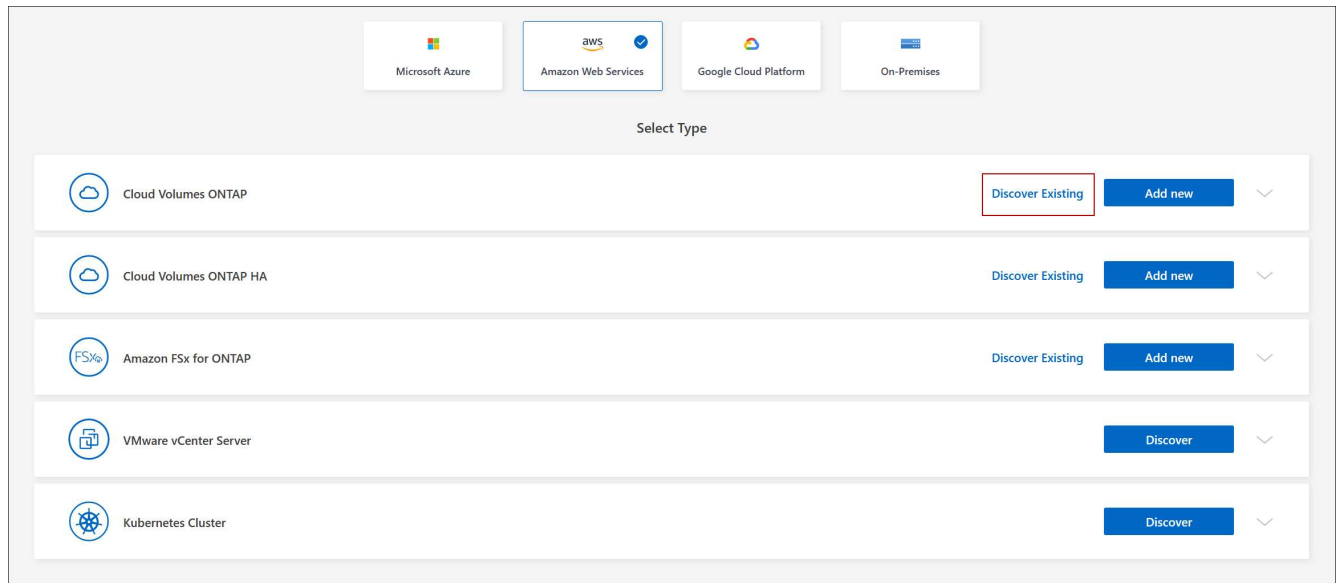 aws
Microsoft Azure
Amazon Web Services
Google Cloud Platform
On-Premises
Select Type
Cloud Volumes ONTAP
Discover Existing
Add new
Cloud Volumes ONTAP HA
Discover Existing
Add new
FSx
Amazon FSx for ONTAP
Discover Existing
Add new
VMware vCenter Server
Discover
Kubernetes Cluster
Discover